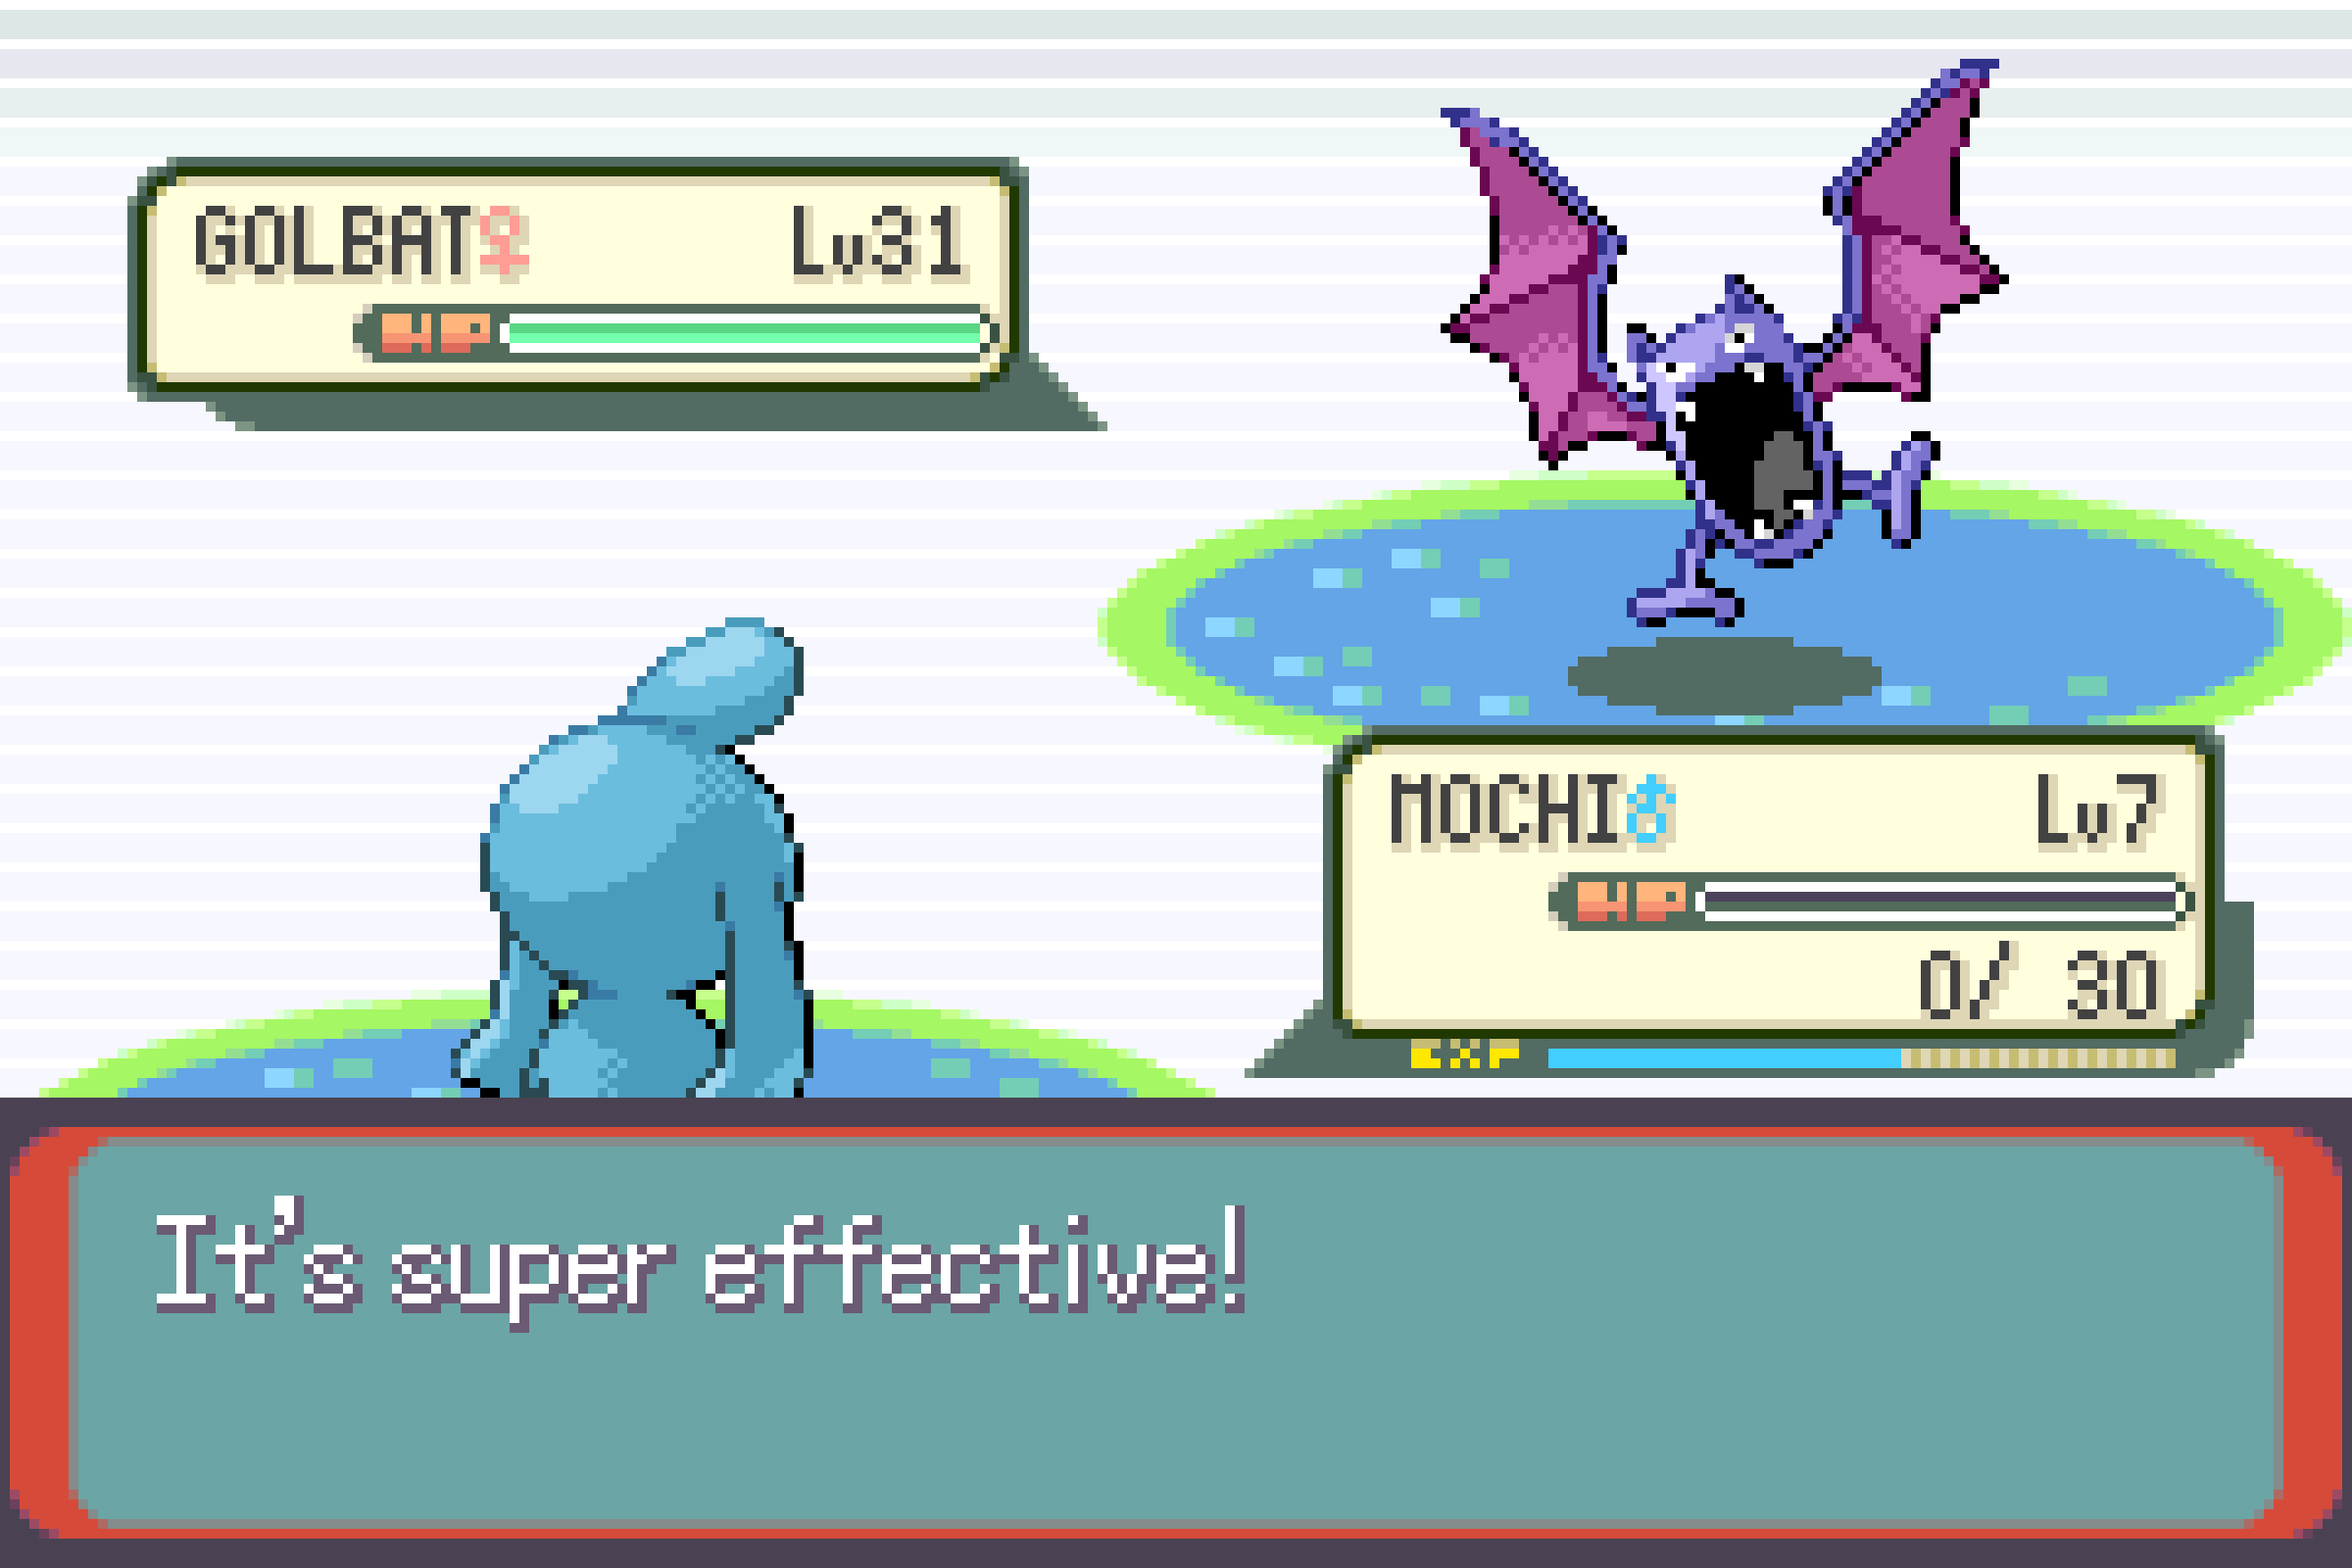 GOLBAT♀ Lv31
HP
MOCHI♂ Lv7
HP
0/ 30
EXP
It's super effective!